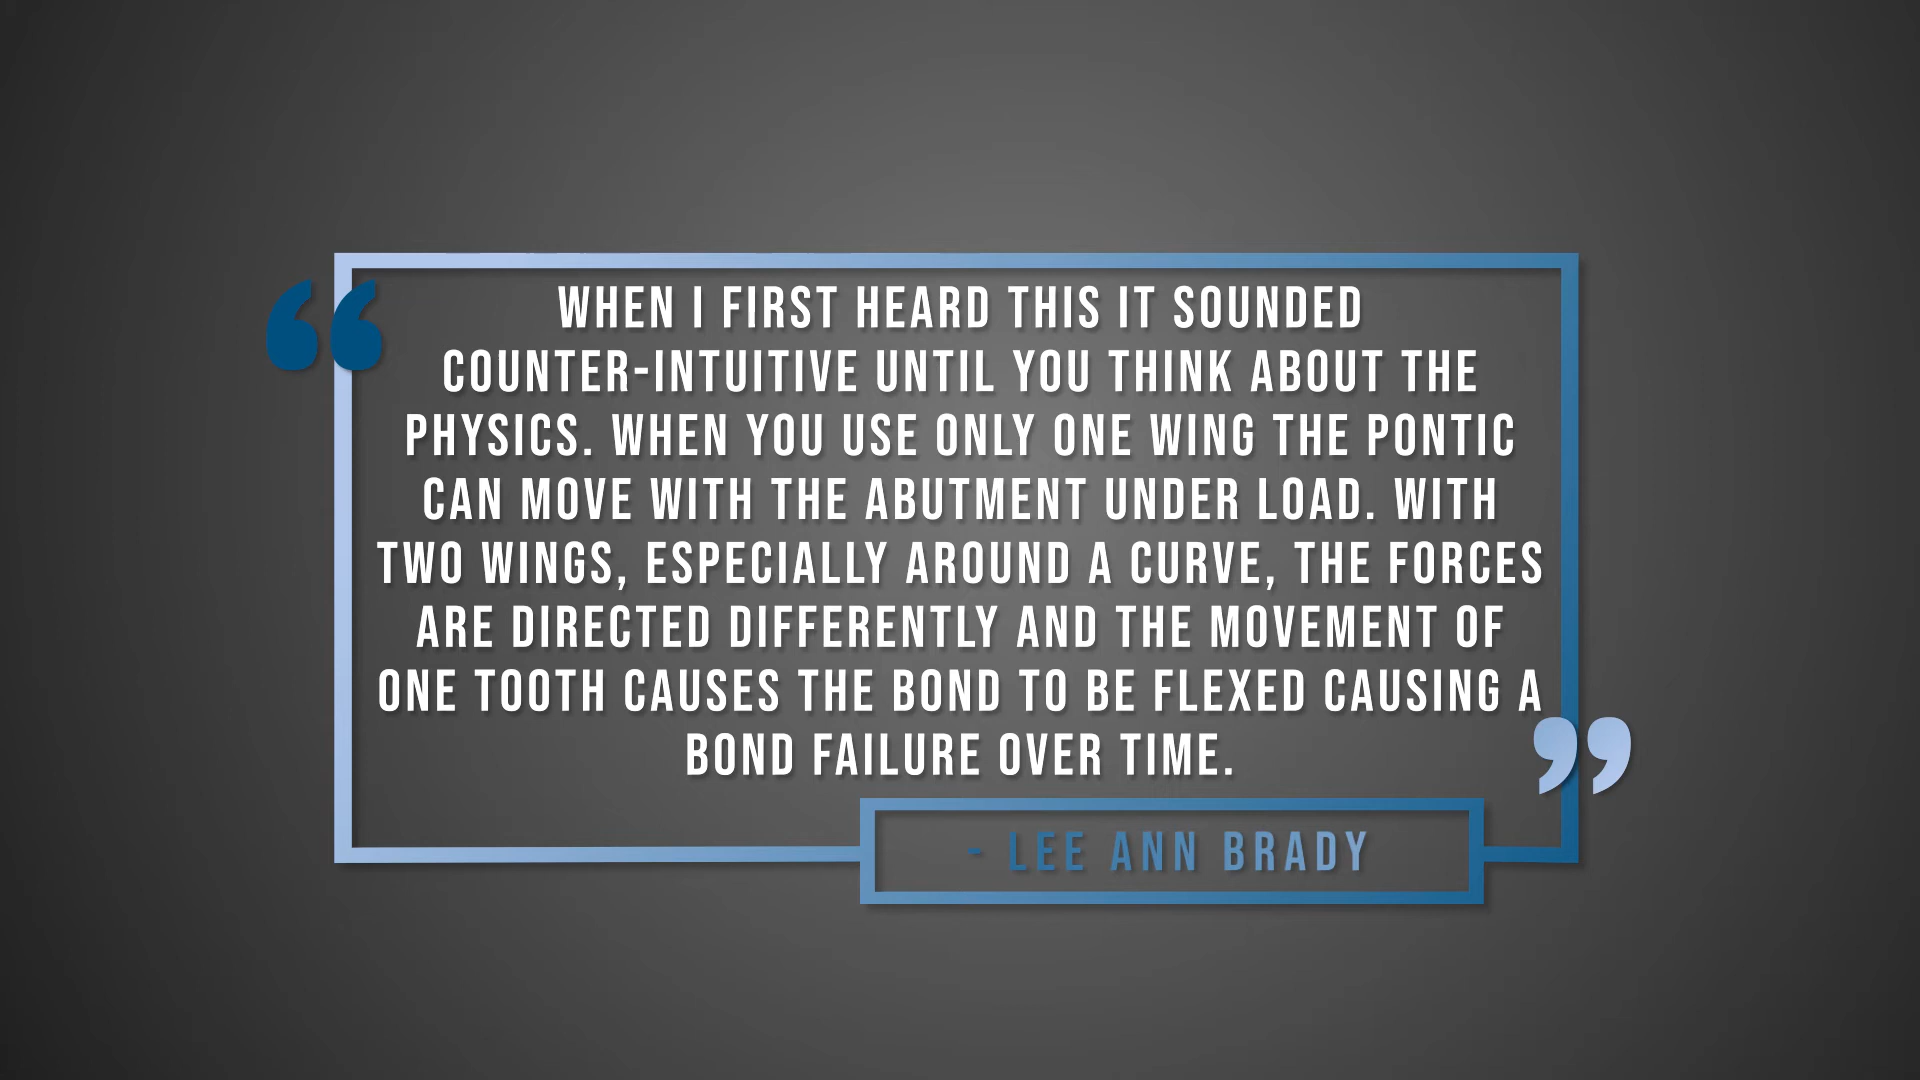 WHEN I FIRST HEARD THIS IT SOUNDED
COUNTER-INTUITIVE UNTIL YOU THINK ABOUT THE
PHYSICS. WHEN YOU USE ONLY ONE WING THE PONTIC
CAN MOVE WITH THE ABUTMENT UNDER LOAD. WITH
TWO WINGS, ESPECIALLY AROUND A CURVE, THE FORCES
ARE DIRECTED DIFFERENTLY AND THE MOVEMENT OF
ONE TOOTH CAUSES THE BOND TO BE FLEXED CAUSING A
BOND FAILURE OVER TIME.
- LEE ANN BRADY